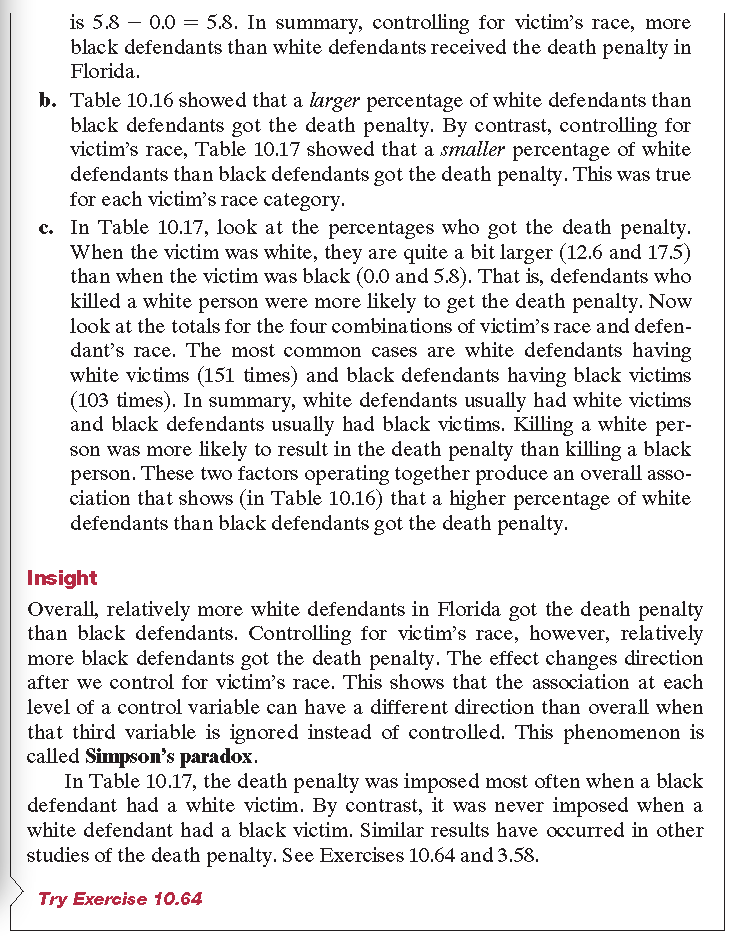 is 5.8 − 0.0 = 5.8. In summary, controlling for victim's race, more
black defendants than white defendants received the death penalty in
Florida.
b. Table 10.16 showed that a larger percentage of white defendants than
black defendants got the death penalty. By contrast, controlling for
victim's race, Table 10.17 showed that a smaller percentage of white
defendants than black defendants got the death penalty. This was true
for each victim's race category.
c. In Table 10.17, look at the percentages who got the death penalty.
When the victim was white, they are quite a bit larger (12.6 and 17.5)
than when the victim was black (0.0 and 5.8). That is, defendants who
killed a white person were more likely to get the death penalty. Now
look at the totals for the four combinations of victim's race and defen-
dant's race. The most common cases are white defendants having
white victims (151 times) and black defendants having black victims
(103 times). In summary, white defendants usually had white victims
and black defendants usually had black victims. Killing a white per-
son was more likely to result in the death penalty than killing a black
person. These two factors operating together produce an overall asso-
ciation that shows (in Table 10.16) that a higher percentage of white
defendants than black defendants got the death penalty.
Insight
Overall, relatively more white defendants in Florida got the death penalty
than black defendants. Controlling for victim's race, however, relatively
more black defendants got the death penalty. The effect changes direction
after we control for victim's race. This shows that the association at each
level of a control variable can have a different direction than overall when
that third variable is ignored instead of controlled. This phenomenon is
called Simpson's paradox.
In Table 10.17, the death penalty was imposed most often when a black
defendant had a white victim. By contrast, it was never imposed when a
white defendant had a black victim. Similar results have occurred in other
studies of the death penalty. See Exercises 10.64 and 3.58.
Try Exercise 10.64